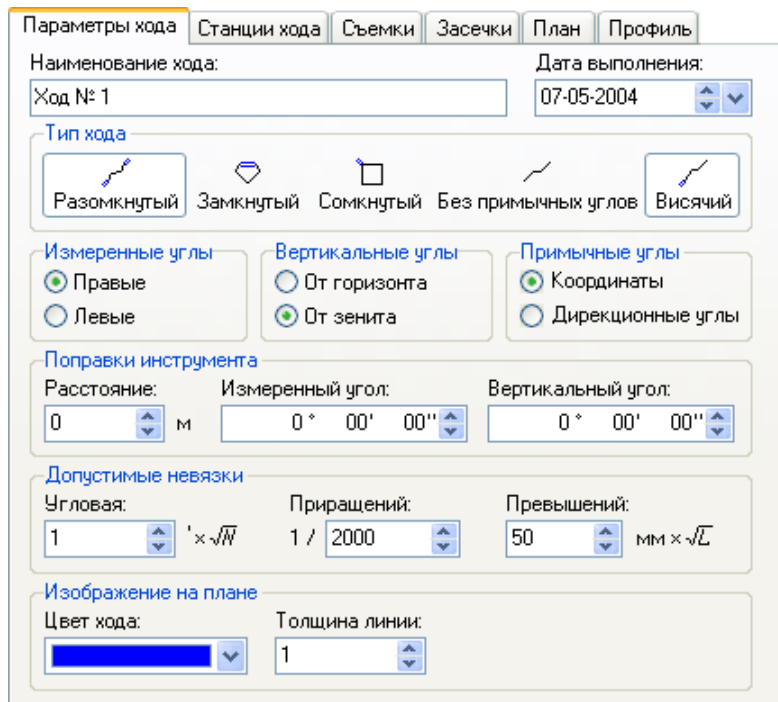 Параметры хода Станции хода Съемки Засечки План Профиль
Наименование хода: Дата выполнения:
Ход № 1 07-05-2004
Тип хода
Разомкнутый Замкнутый Сомкнутый Без примычных углов Висячий
Измеренные углы Вертикальные углы Примычные углы
Правые От горизонта Координаты
Левые От зенита Дирекционные углы
Поправки инструмента
Расстояние: Измеренный угол: Вертикальный угол:
0 м 0 ° 00' 00'' 0 ° 00' 00''
Допустимые невязки
Угловая: Приращений: Превышений:
1 ' × √N 1 / 2000 50 мм × √L
Изображение на плане
Цвет хода: Толщина линии:
1